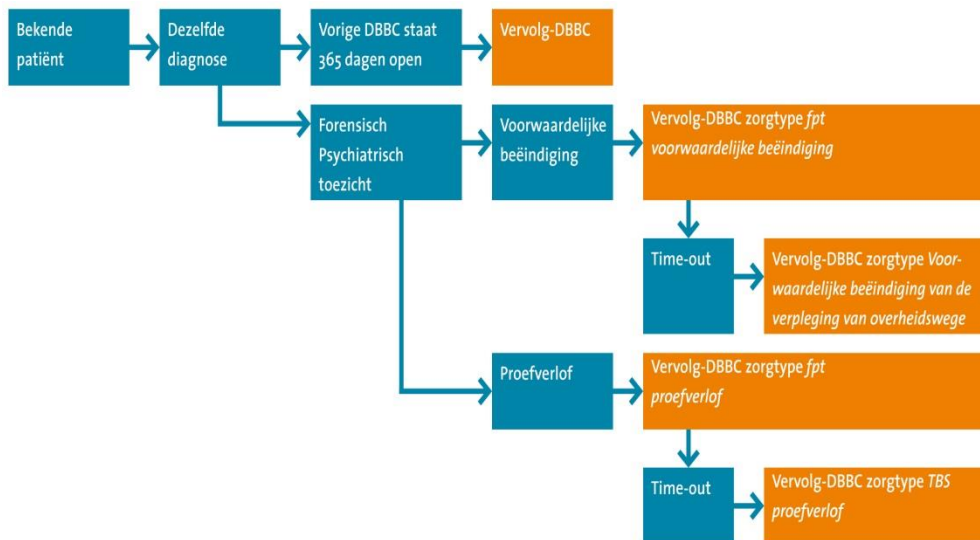 Bekende
patiënt
Dezelfde
diagnose
Vorige DBBC staat
365 dagen open
Vervolg-DBBC
Forensisch
Psychiatrisch
toezicht
Voorwaardelijke
beëindiging
Vervolg-DBBC zorgtype fpt
voorwaardelijke beëindiging
Time-out
Vervolg-DBBC zorgtype Voor-
waardelijke beëindiging van de
verpleging van overheidswege
Proefverlof
Vervolg-DBBC zorgtype fpt
proefverlof
Time-out
Vervolg-DBBC zorgtype TBS
proefverlof